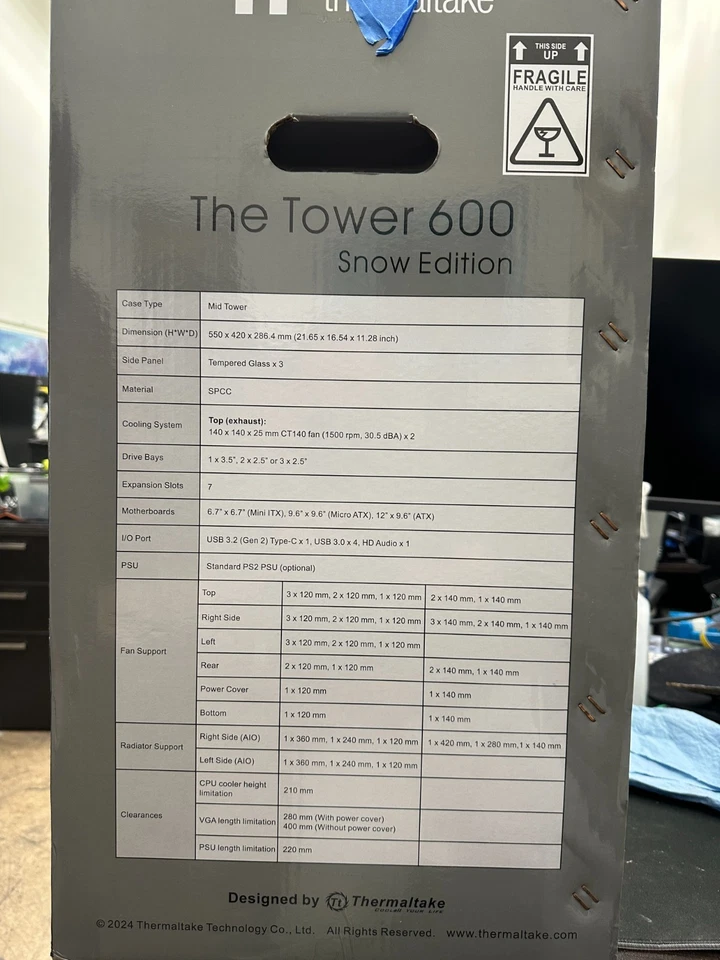 THIS SIDE
UP
FRAGILE
HANDLE WITH CARE
The Tower 600
Snow Edition
Case Type Mid Tower
Dimension (H*W*D) 550 x 420 x 286.4 mm (21.65 x 16.54 x 11.28 inch)
Side Panel Tempered Glass x 3
Material SPCC
Cooling System Top (exhaust):
140 x 140 x 25 mm CT140 fan (1500 rpm, 30.5 dBA) x 2
Drive Bays 1 x 3.5", 2 x 2.5" or 3 x 2.5"
Expansion Slots 7
Motherboards 6.7" x 6.7" (Mini ITX), 9.6" x 9.6" (Micro ATX), 12" x 9.6" (ATX)
I/O Port USB 3.2 (Gen 2) Type-C x 1, USB 3.0 x 4, HD Audio x 1
PSU Standard PS2 PSU (optional)
Fan Support
Top 3 x 120 mm, 2 x 120 mm, 1 x 120 mm 2 x 140 mm, 1 x 140 mm
Right Side 3 x 120 mm, 2 x 120 mm, 1 x 120 mm 3 x 140 mm, 2 x 140 mm, 1 x 140 mm
Left 3 x 120 mm, 2 x 120 mm, 1 x 120 mm
Rear 2 x 120 mm, 1 x 120 mm 2 x 140 mm, 1 x 140 mm
Power Cover 1 x 120 mm 1 x 140 mm
Bottom 1 x 120 mm 1 x 140 mm
Radiator Support
Right Side (AIO) 1 x 360 mm, 1 x 240 mm, 1 x 120 mm 1 x 420 mm, 1 x 280 mm,1 x 140 mm
Left Side (AIO) 1 x 360 mm, 1 x 240 mm, 1 x 120 mm
Clearances
CPU cooler height
limitation 210 mm
VGA length limitation 280 mm (With power cover)
400 mm (Without power cover)
PSU length limitation 220 mm
Designed by Tt Thermaltake
COOLER YOUR LIFE
© 2024 Thermaltake Technology Co., Ltd. All Rights Reserved. www.thermaltake.com